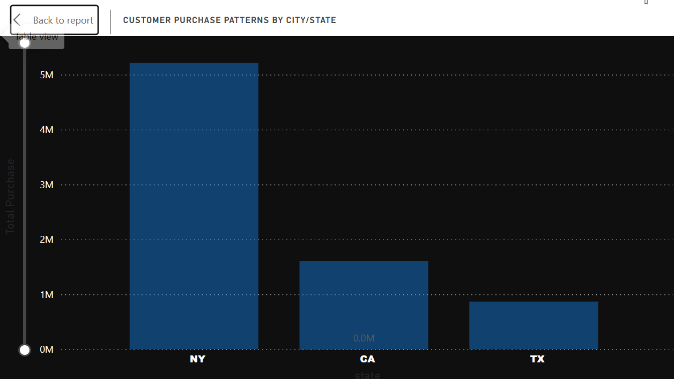 Back to report
CUSTOMER PURCHASE PATTERNS BY CITY/STATE
Table view
Total Purchase
5M
4M
3M
2M
1M
0M
0.0M
NY
CA
TX
state